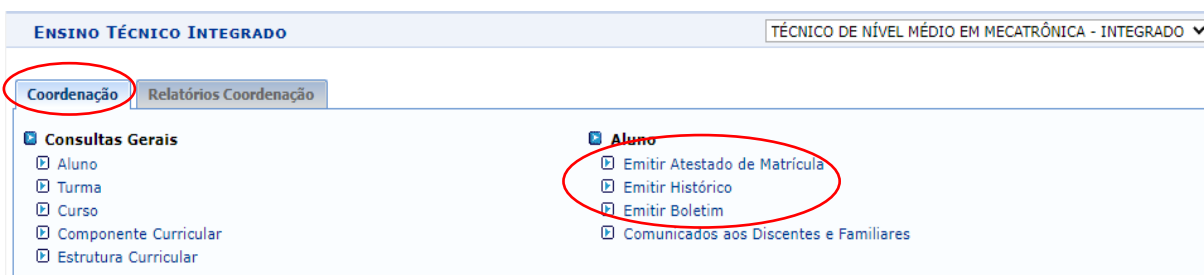 ENSINO TÉCNICO INTEGRADO
TÉCNICO DE NÍVEL MÉDIO EM MECATRÔNICA - INTEGRADO
Coordenação
Relatórios Coordenação
Consultas Gerais
Aluno
Turma
Curso
Componente Curricular
Estrutura Curricular
Aluno
Emitir Atestado de Matrícula
Emitir Histórico
Emitir Boletim
Comunicados aos Discentes e Familiares